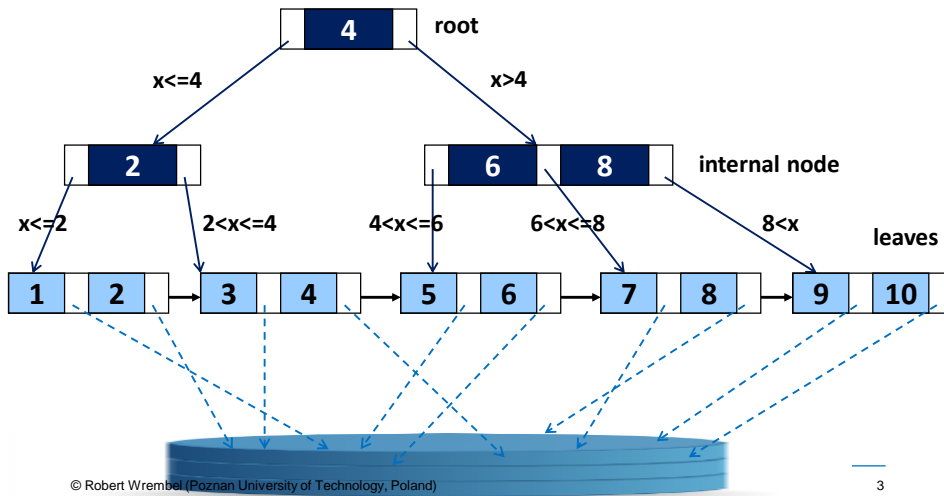 4 root
x<=4 x>4
2 6 8 internal node
x<=2 2<x<=4 4<x<=6 6<x<=8 8<x
leaves
1 2 3 4 5 6 7 8 9 10
© Robert Wrembel (Poznan University of Technology, Poland) 3